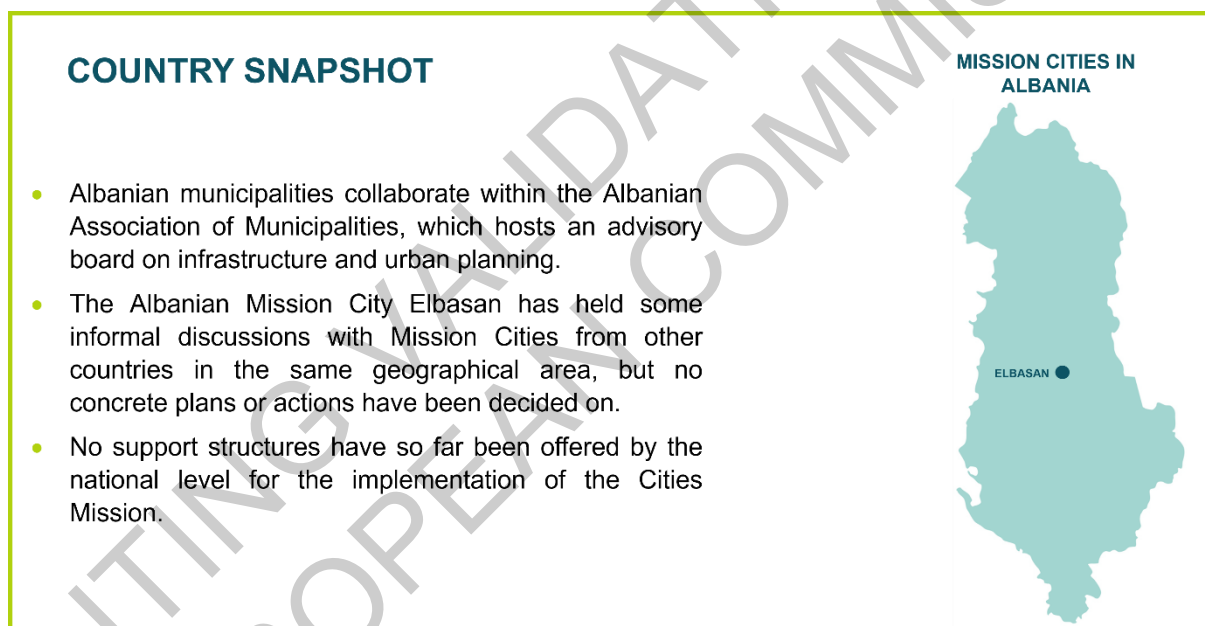 COUNTRY SNAPSHOT
MISSION CITIES IN
ALBANIA
Albanian municipalities collaborate within the Albanian
Association of Municipalities, which hosts an advisory
board on infrastructure and urban planning.
The Albanian Mission City Elbasan has held some
informal discussions with Mission Cities from other
countries in the same geographical area, but no
concrete plans or actions have been decided on.
No support structures have so far been offered by the
national level for the implementation of the Cities
Mission.
ELBASAN